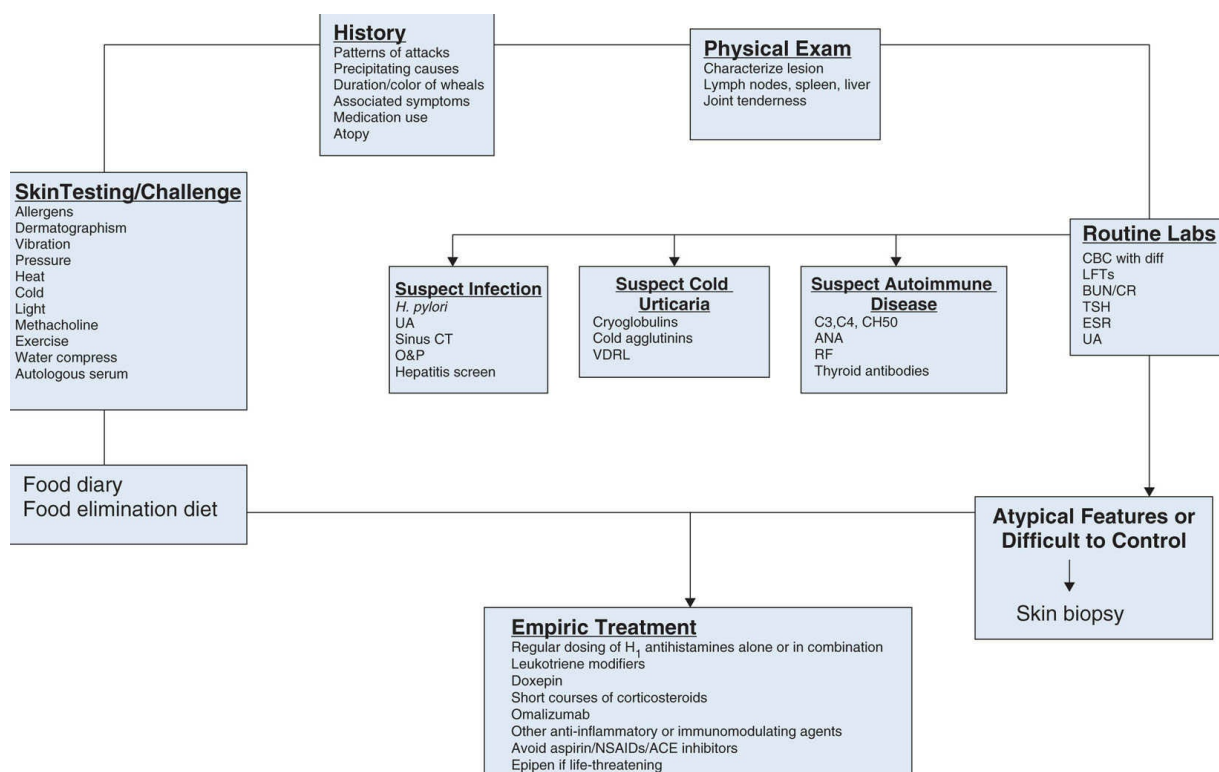 History
Patterns of attacks
Precipitating causes
Duration/color of wheals
Associated symptoms
Medication use
Atopy
Physical Exam
Characterize lesion
Lymph nodes, spleen, liver
Joint tenderness
SkinTesting/Challenge
Allergens
Dermatographism
Vibration
Pressure
Heat
Cold
Light
Methacholine
Exercise
Water compress
Autologous serum
Routine Labs
CBC with diff
LFTs
BUN/CR
TSH
ESR
UA
Suspect Infection
H. pylori
UA
Sinus CT
O&P
Hepatitis screen
Suspect Cold
Urticaria
Cryoglobulins
Cold agglutinins
VDRL
Suspect Autoimmune
Disease
C3,C4, CH50
ANA
RF
Thyroid antibodies
Food diary
Food elimination diet
Atypical Features or
Difficult to Control
Skin biopsy
Empiric Treatment
Regular dosing of H₁ antihistamines alone or in combination
Leukotriene modifiers
Doxepin
Short courses of corticosteroids
Omalizumab
Other anti-inflammatory or immunomodulating agents
Avoid aspirin/NSAIDs/ACE inhibitors
Epipen if life-threatening